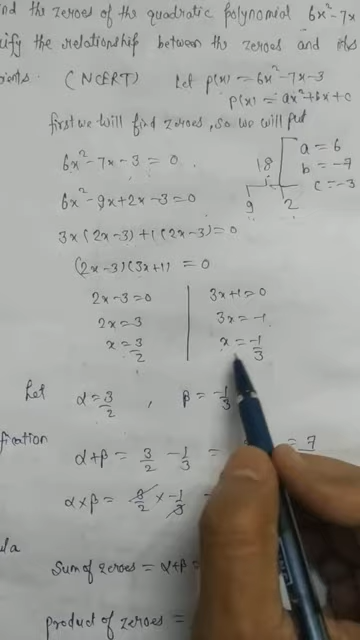 nd the zeroes of the quadratic polynomial 6x²-7x
rify the relationship between the zeroes and its
ients. (NCERT) Let p(x) = 6x²-7x-3
p(x) = ax²+bx+c
first we will find zeroes, so we will put
6x²-7x-3=0
a=6
18
b=-7
c=-3
9 2
6x²-9x+2x-3=0
3x(2x-3)+1(2x-3)=0
(2x-3)(3x+1)=0
2x-3=0 3x+1=0
2x=3 3x=-1
x=3/2 x=-1/3
Let α=3/2, β=-1/3
fication α+β = 3/2 -1/3 = = 7
α×β = 3/2 × -1/3
ula
Sum of zeroes = α+β =
product of zeroes =